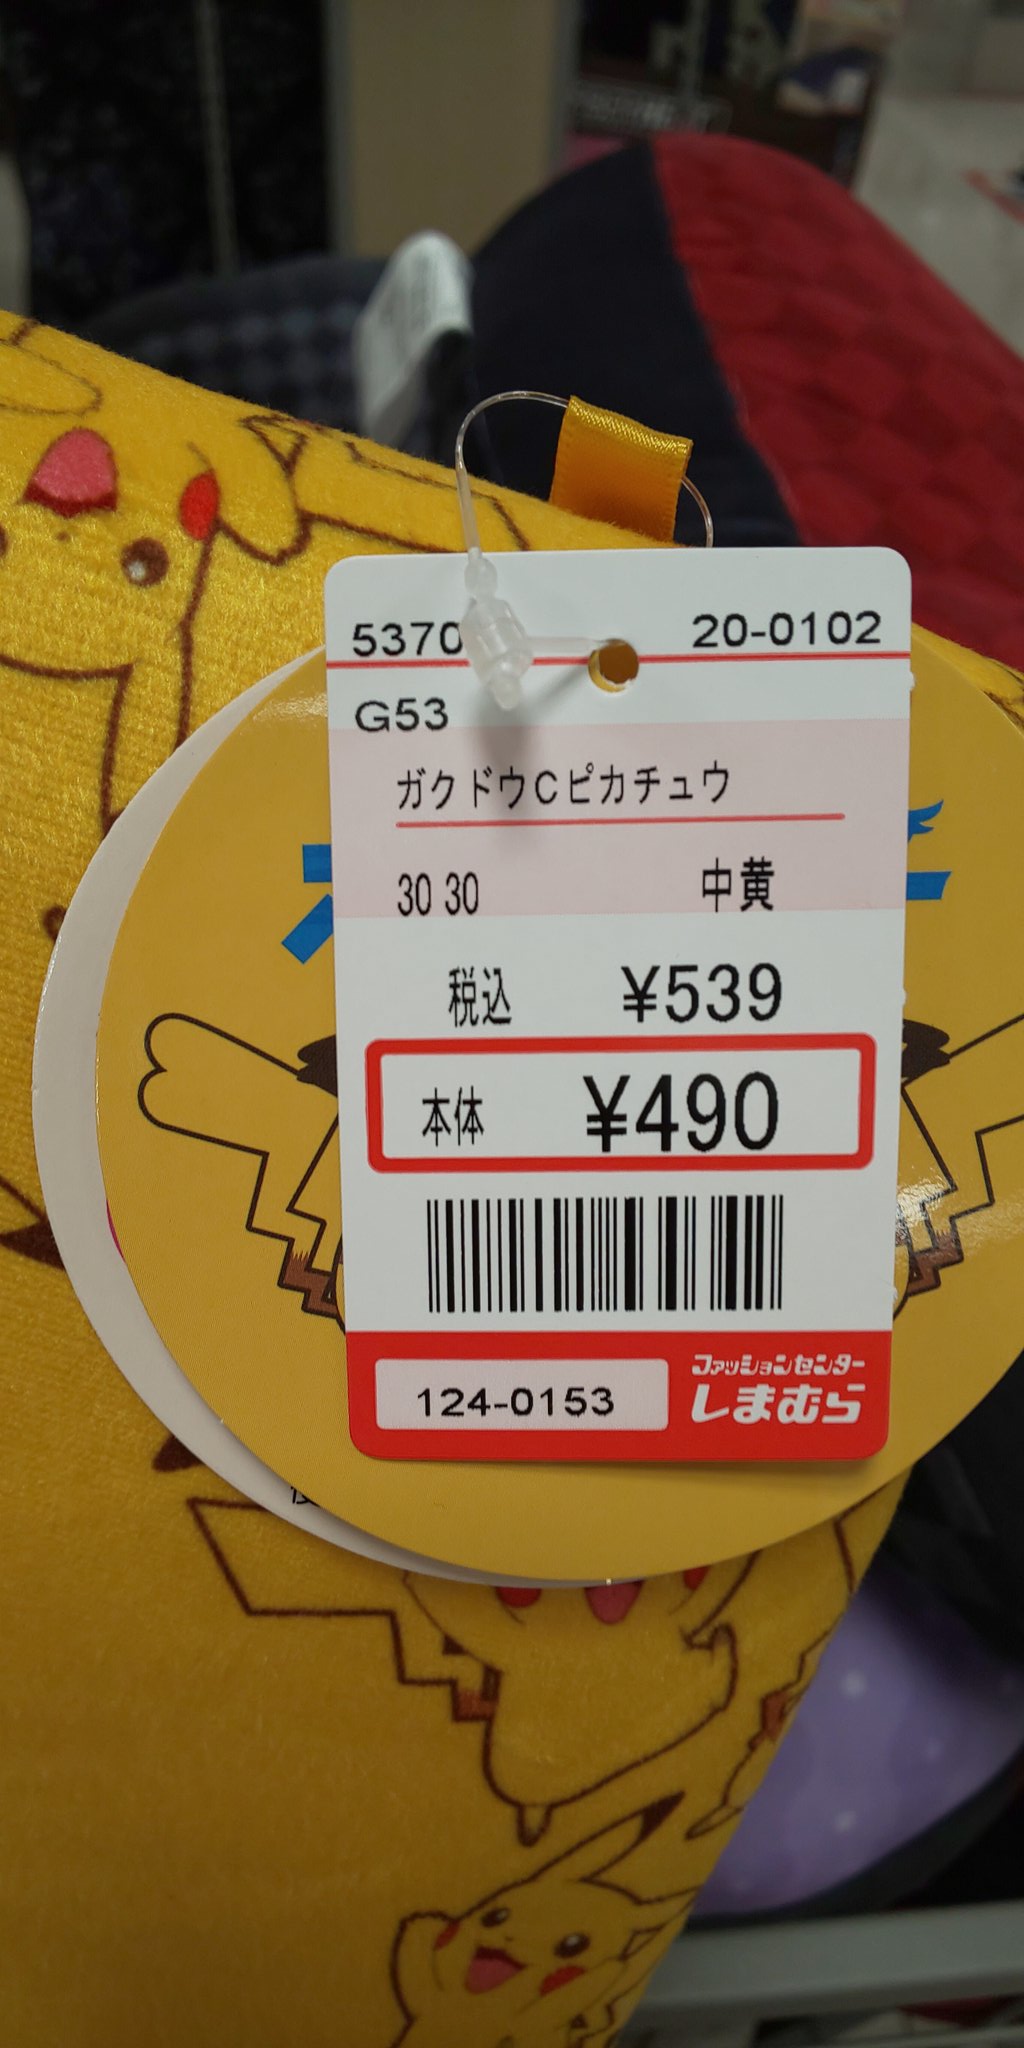 5370
20-0102
G53
ガクドウCピカチュウ
30 30 中黄
税込 ¥539
本体 ¥490
124-0153
ファッションセンター
しまむら